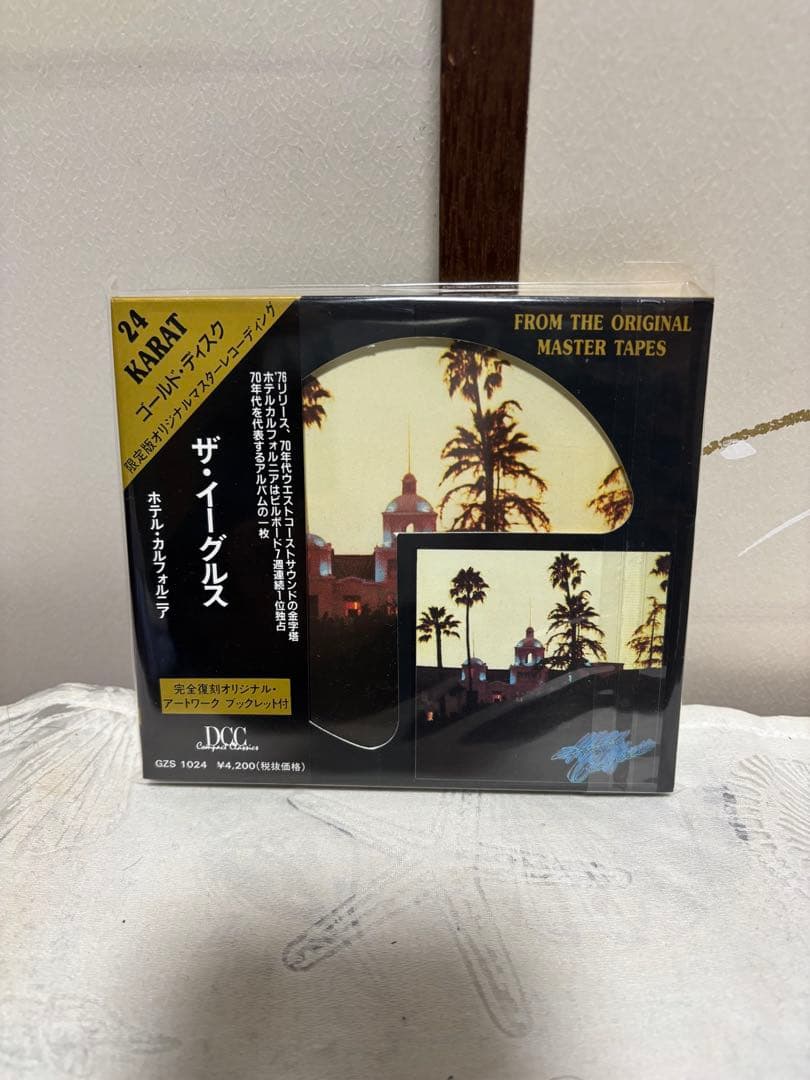 24
KARAT
ゴールド・ディスク
限定版オリジナルマスターレコーディング
FROM THE ORIGINAL
MASTER TAPES
'76リリース、70年代ウエストコーストサウンドの金字塔
ホテルカルフォルニアはビルボード7週連続1位独占
70年代を代表するアルバムの一枚
ザ・イーグルス
ホテル・カルフォルニア
完全復刻オリジナル・
アートワーク ブックレット付
DCC
Compact Classics
GZS 1024 ¥4,200(税抜価格)